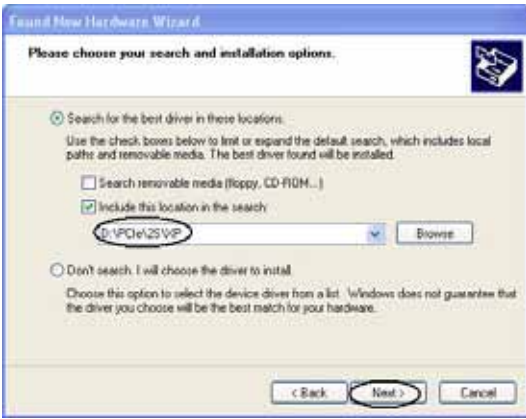 Found New Hardware Wizard
Please choose your search and installation options.
Search for the best driver in these locations.
Use the check boxes below to limit or expand the default search, which includes local
paths and removable media. The best driver found will be installed.
Search removable media (floppy, CD-ROM...)
Include this location in the search:
D:\PCIe\2S\XP
Browse
Don't search. I will choose the driver to install.
Choose this option to select the device driver from a list. Windows does not guarantee that
the driver you choose will be the best match for your hardware.
< Back
Next >
Cancel